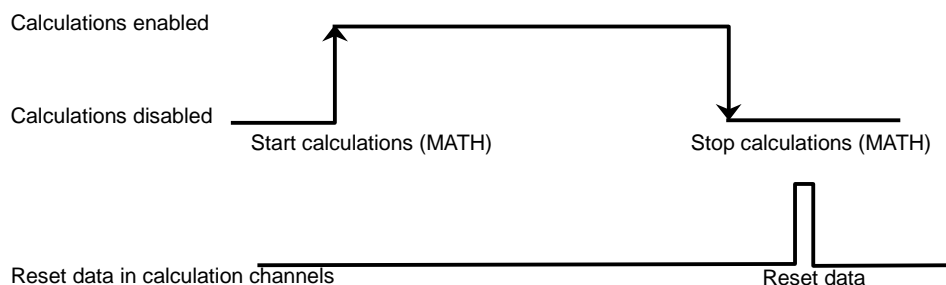 Calculations enabled
Calculations disabled
Start calculations (MATH)
Stop calculations (MATH)
Reset data in calculation channels
Reset data